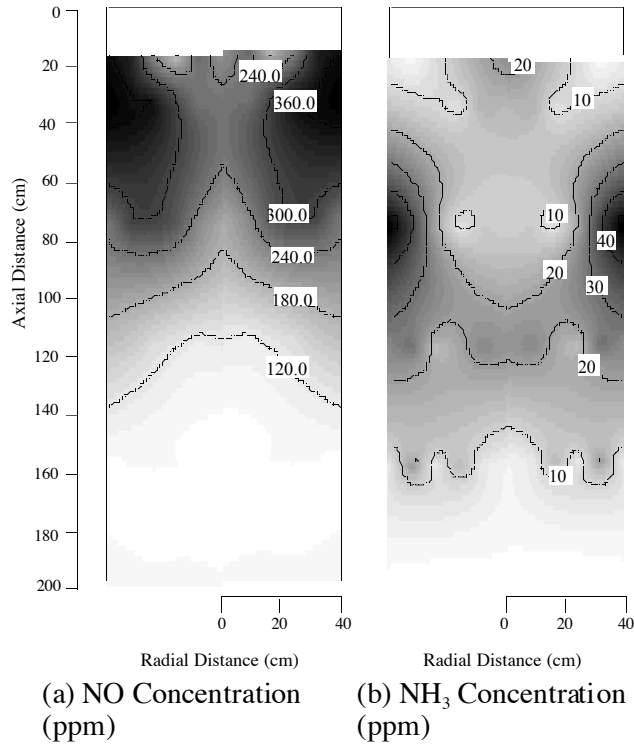 0
20
40
60
80
100
120
140
160
180
200
Axial Distance (cm)
240.0
360.0
300.0
240.0
180.0
120.0
0 20 40
Radial Distance (cm)
(a) NO Concentration
(ppm)
20
10
10
40
20
30
20
10
0 20 40
Radial Distance (cm)
(b) NH₃ Concentration
(ppm)